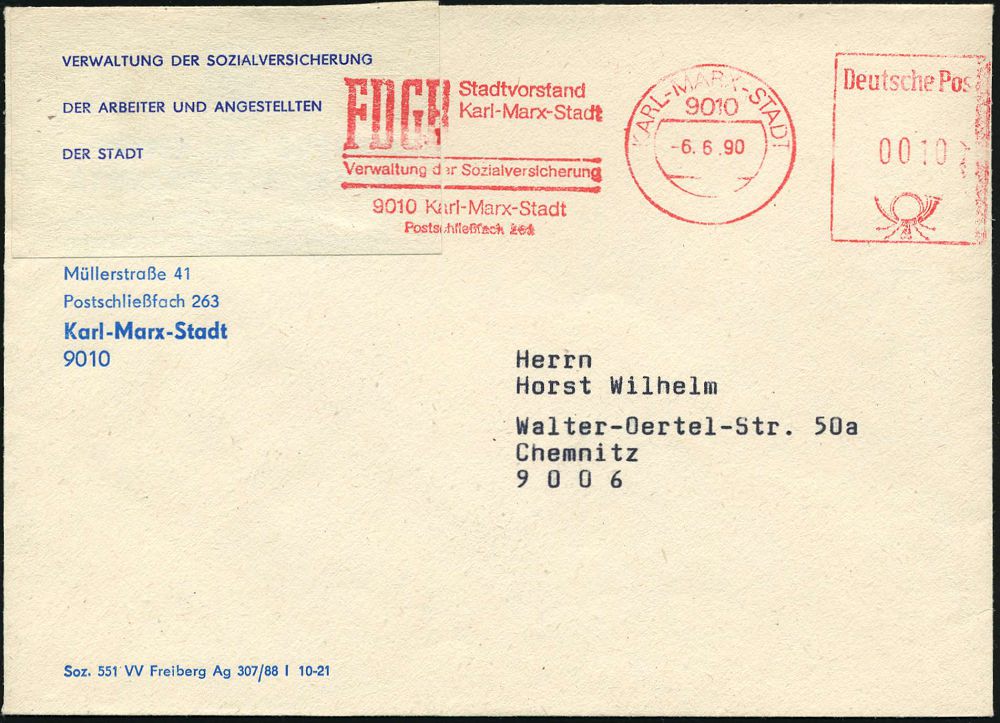 VERWALTUNG DER SOZIALVERSICHERUNG
DER ARBEITER UND ANGESTELLTEN
DER STADT
FDGB
Stadtvorstand
Karl-Marx-Stadt
Verwaltung der Sozialversicherung
9010 Karl-Marx-Stadt
Postschließfach
KARL-MARX-STADT
9010
-6.6.90
Deutsche Pos
0010
Müllerstraße 41
Postschließfach 263
Karl-Marx-Stadt
9010
Herrn
Horst Wilhelm
Walter-Oertel-Str. 50a
Chemnitz
9 0 0 6
Soz. 551 VV Freiberg Ag 307/88 I 10-21